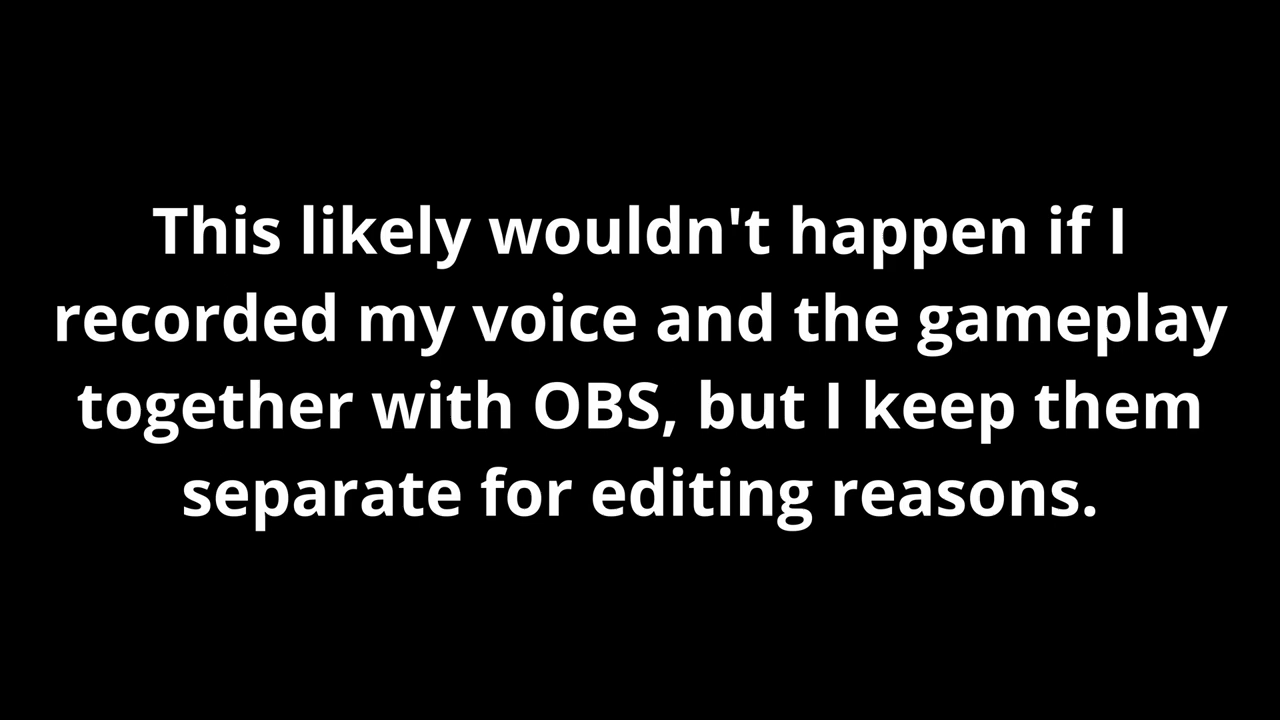 This likely wouldn't happen if I
recorded my voice and the gameplay
together with OBS, but I keep them
separate for editing reasons.